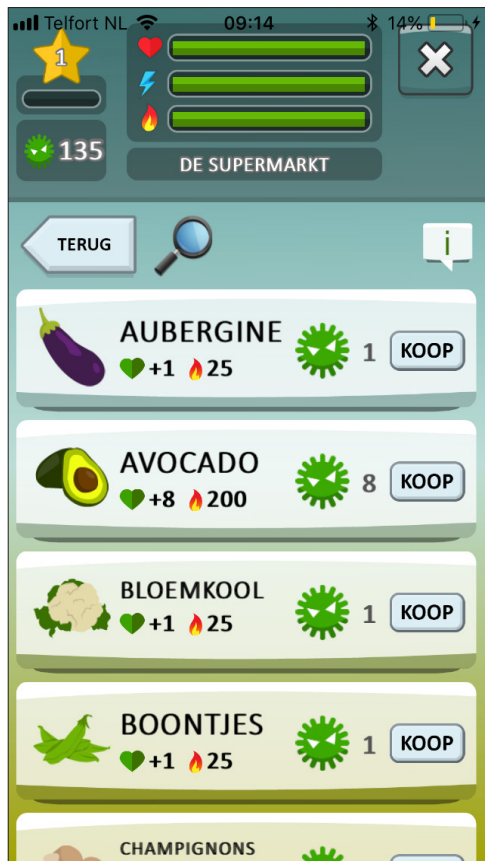 Telfort NL 09:14 14%
1
135
DE SUPERMARKT
TERUG
i
AUBERGINE
+1 25
1
KOOP
AVOCADO
+8 200
8
KOOP
BLOEMKOOL
+1 25
1
KOOP
BOONTJES
+1 25
1
KOOP
CHAMPIGNONS